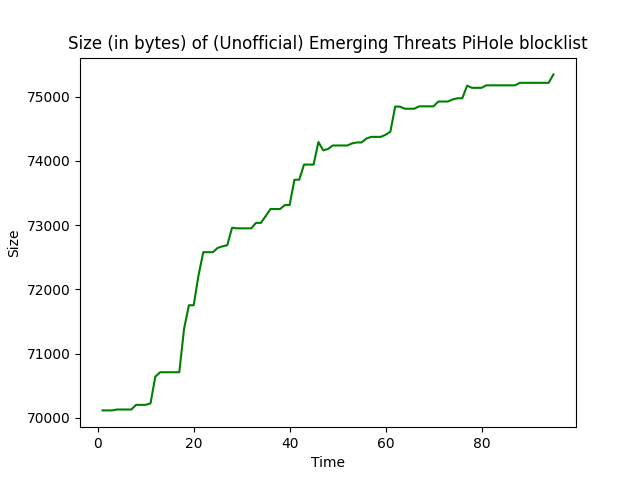 Size (in bytes) of (Unofficial) Emerging Threats PiHole blocklist
75000
74000
73000
72000
71000
70000
Size
0 20 40 60 80
Time